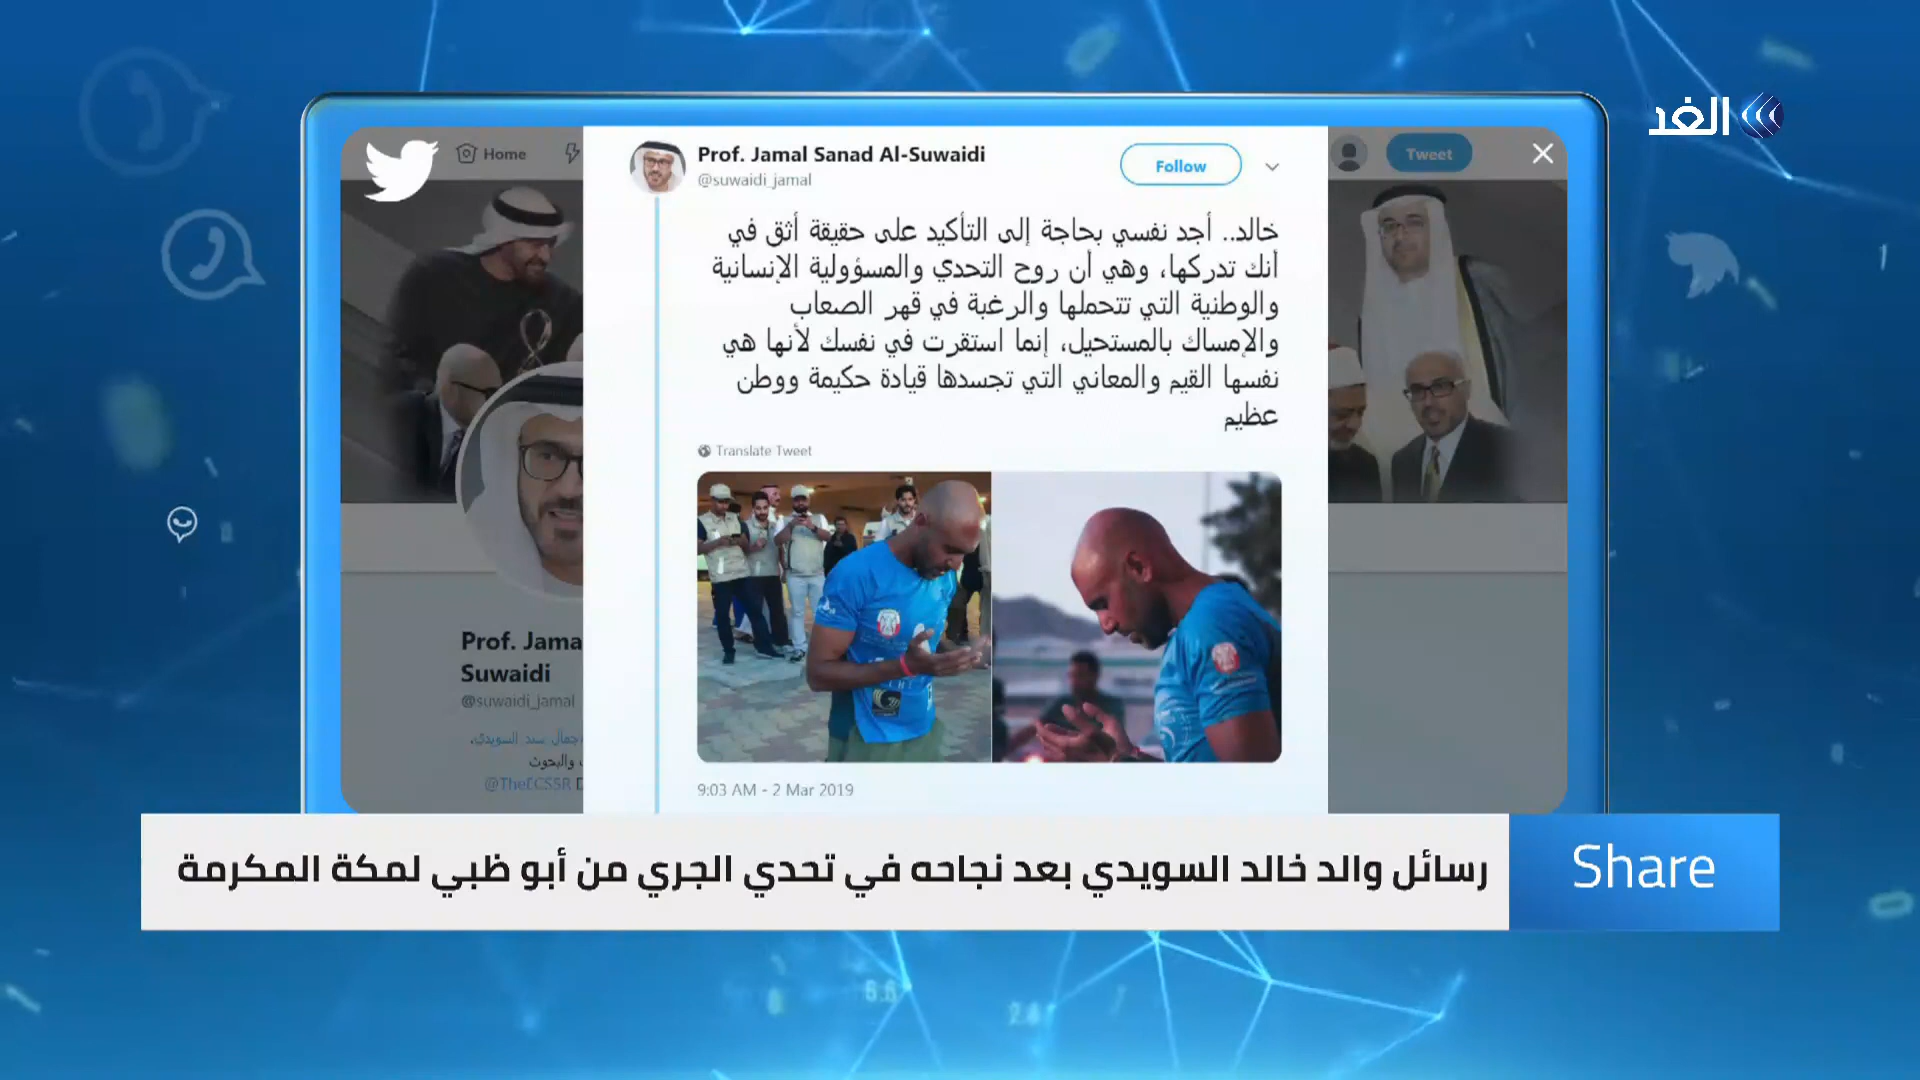 الغد
Home
Tweet
Prof. Jamal Sanad Al-Suwaidi
@suwaidi_jamal
Follow
خالد.. أجد نفسي بحاجة إلى التأكيد على حقيقة أثق في
أنك تدركها، وهي أن روح التحدي والمسؤولية الإنسانية
والوطنية التي تتحملها والرغبة في قهر الصعاب
والإمساك بالمستحيل، إنما استقرت في نفسك لأنها هي
نفسها القيم والمعاني التي تجسدها قيادة حكيمة ووطن
عظيم
Translate Tweet
9:03 AM - 2 Mar 2019
Prof. Jama
Suwaidi
@suwaidi_jamal
جمال سند السويدي،
والبحوث
رسائل والد خالد السويدي بعد نجاحه في تحدي الجري من أبو ظبي لمكة المكرمة
Share